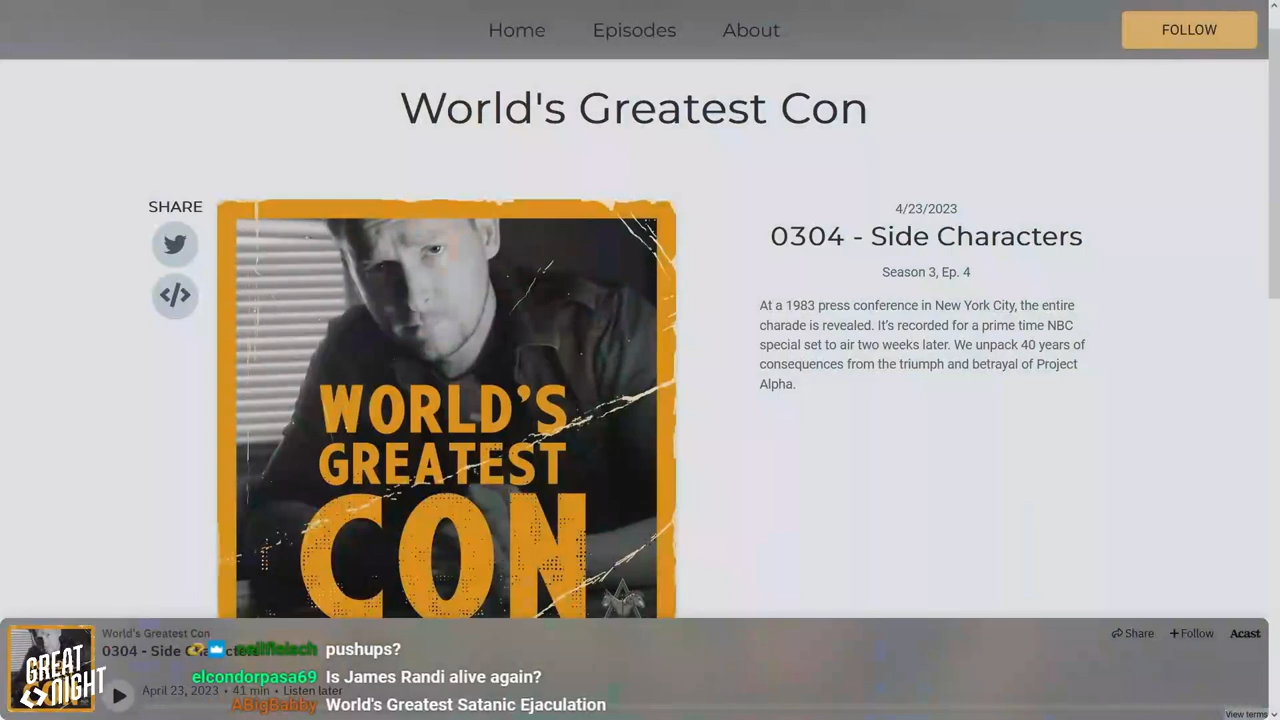 Home Episodes About FOLLOW
World's Greatest Con
SHARE
4/23/2023
0304 - Side Characters
Season 3, Ep. 4
At a 1983 press conference in New York City, the entire
charade is revealed. It's recorded for a prime time NBC
special set to air two weeks later. We unpack 40 years of
consequences from the triumph and betrayal of Project
Alpha.
WORLD'S
GREATEST
CON
World's Greatest Con
Share Follow Acast
0304 - Side
pushups?
elcondorpasa69 Is James Randi alive again?
April 23, 2023 • 41 min • Listen later
ABigBabby World's Greatest Satanic Ejaculation
GREAT
NIGHT
View terms